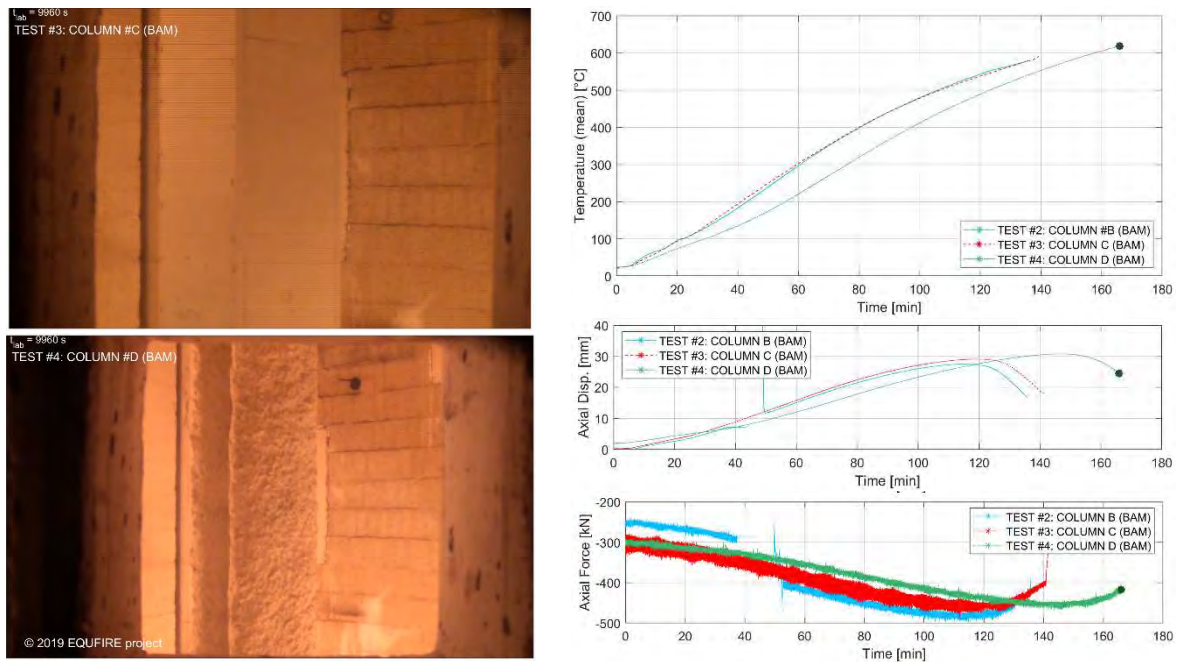 t_lab = 9960 s
TEST #3: COLUMN #C (BAM)
t_lab = 9960 s
TEST #4: COLUMN #D (BAM)
© 2019 EQUFIRE project
700
600
500
400
300
200
100
0
Temperature (mean) [°C]
TEST #2: COLUMN #B (BAM)
TEST #3: COLUMN C (BAM)
TEST #4: COLUMN D (BAM)
0 20 40 60 80 100 120 140 160 180
Time [min]
40
30
20
10
0
Axial Disp. [mm]
TEST #2: COLUMN B (BAM)
TEST #3: COLUMN C (BAM)
TEST #4: COLUMN D (BAM)
0 20 40 60 80 100 120 140 160 180
Time [min]
-200
-300
-400
-500
Axial Force [kN]
TEST #2: COLUMN B (BAM)
TEST #3: COLUMN C (BAM)
TEST #4: COLUMN D (BAM)
0 20 40 60 80 100 120 140 160 180
Time [min]